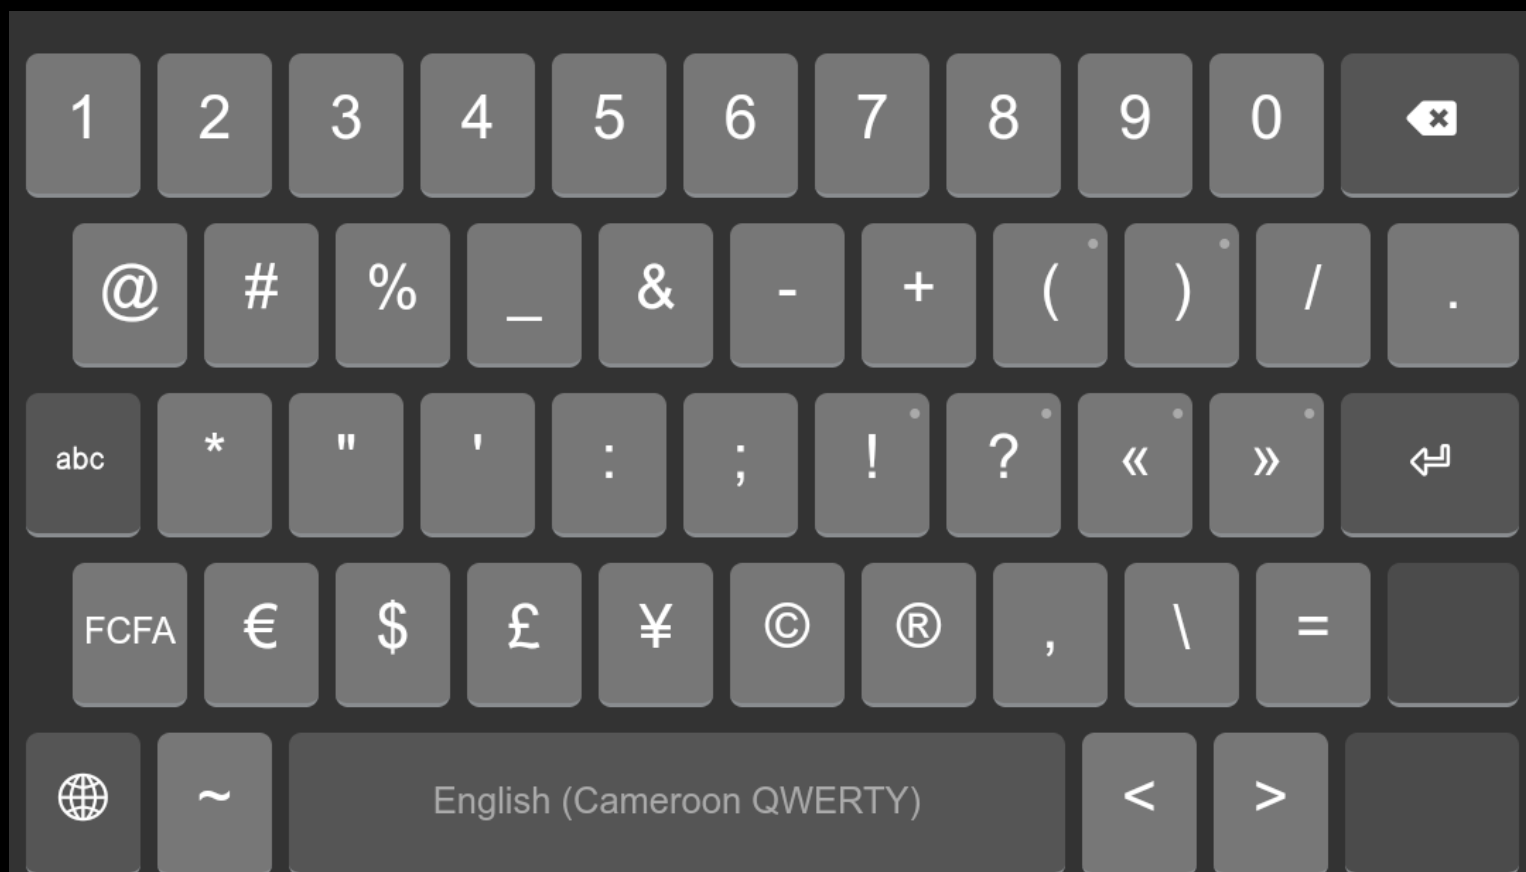 1 2 3 4 5 6 7 8 9 0
@ # % _ & - + ( ) / .
abc * " ' : ; ! ? « »
FCFA € $ £ ¥ © ® , \ =
~ English (Cameroon QWERTY) < >